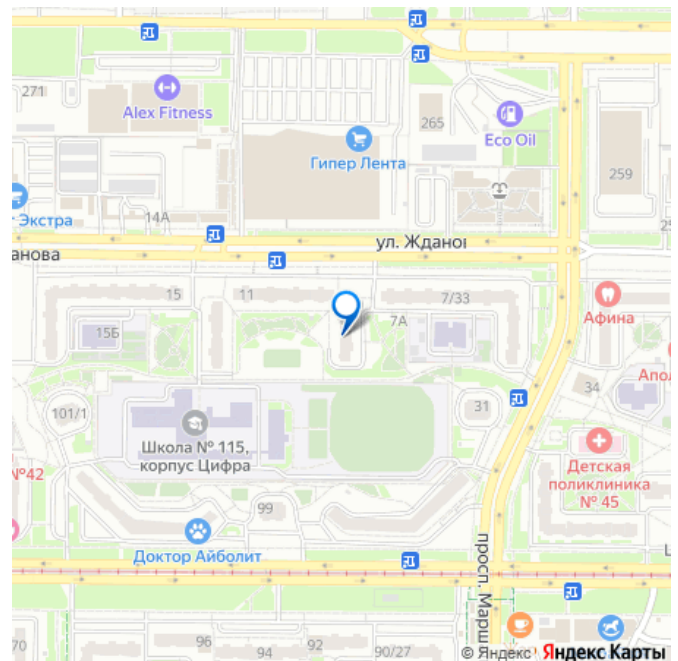 271
Alex Fitness
265
Eco Oil
Гипер Лента
259
Экстра
14А
ул. Ждано
анова
15
11
7/33
7А
Афина
15Б
34
101/1
31
Школа № 115,
корпус Цифра
№42
Детская
поликлиника
№ 45
99
Доктор Айболит
просп. Марш
70
96
94
92
90/27
© Яндекс
Яндекс Карты